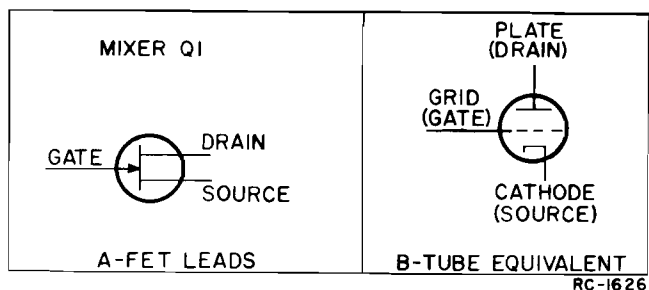 MIXER Q1
GATE
DRAIN
SOURCE
A-FET LEADS
PLATE
(DRAIN)
GRID
(GATE)
CATHODE
(SOURCE)
B-TUBE EQUIVALENT
RC-1626